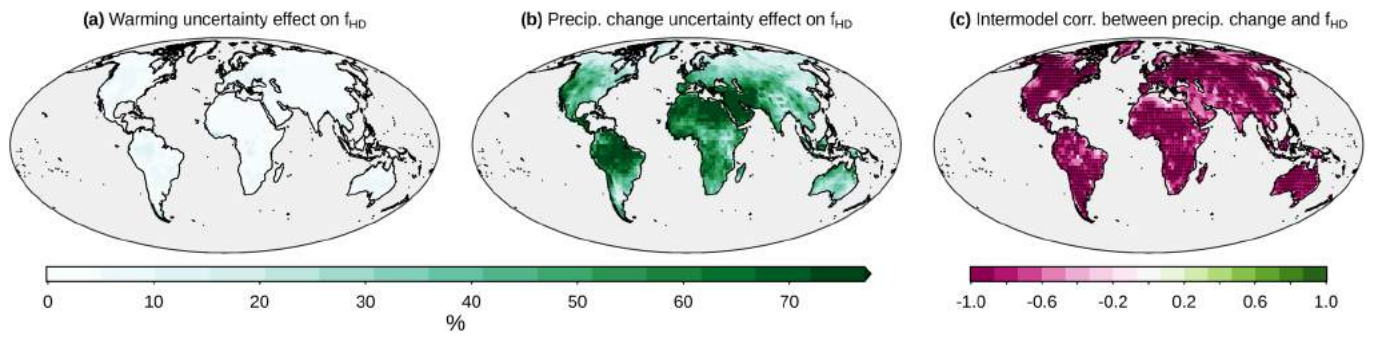 (a) Warming uncertainty effect on fHD
(b) Precip. change uncertainty effect on fHD
(c) Intermodel corr. between precip. change and fHD
0 10 20 30 40 50 60 70
%
-1.0 -0.6 -0.2 0.2 0.6 1.0